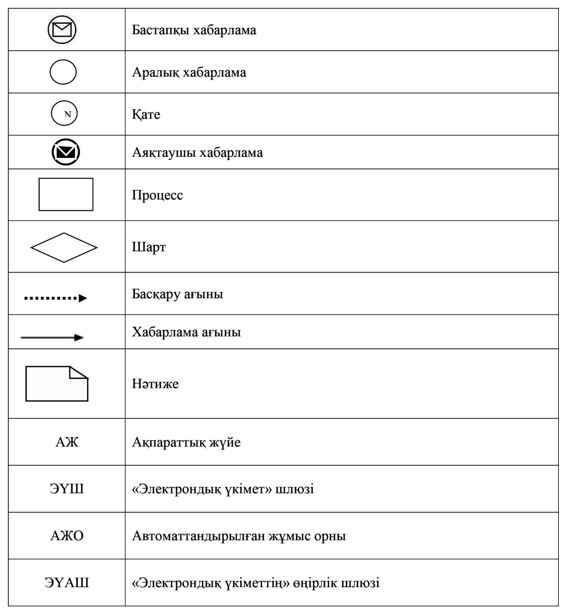 Бастапқы хабарлама
Аралық хабарлама
N Қате
Аяқтаушы хабарлама
Процесс
Шарт
Басқару ағыны
Хабарлама ағыны
Нәтиже
АЖ Ақпараттық жүйе
ЭҮШ «Электрондық үкімет» шлюзі
АЖО Автоматтандырылған жұмыс орны
ЭҮАШ «Электрондық үкіметтің» өңірлік шлюзі